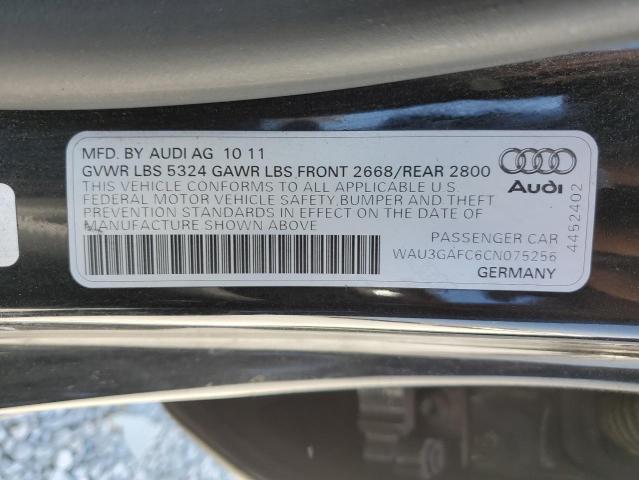 MFD. BY AUDI AG 10 11
GVWR LBS 5324 GAWR LBS FRONT 2668/REAR 2800
THIS VEHICLE CONFORMS TO ALL APPLICABLE U.S.
FEDERAL MOTOR VEHICLE SAFETY, BUMPER AND THEFT
PREVENTION STANDARDS IN EFFECT ON THE DATE OF
MANUFACTURE SHOWN ABOVE
Audi
PASSENGER CAR
WAU3GAFC6CN075256
GERMANY
4452402